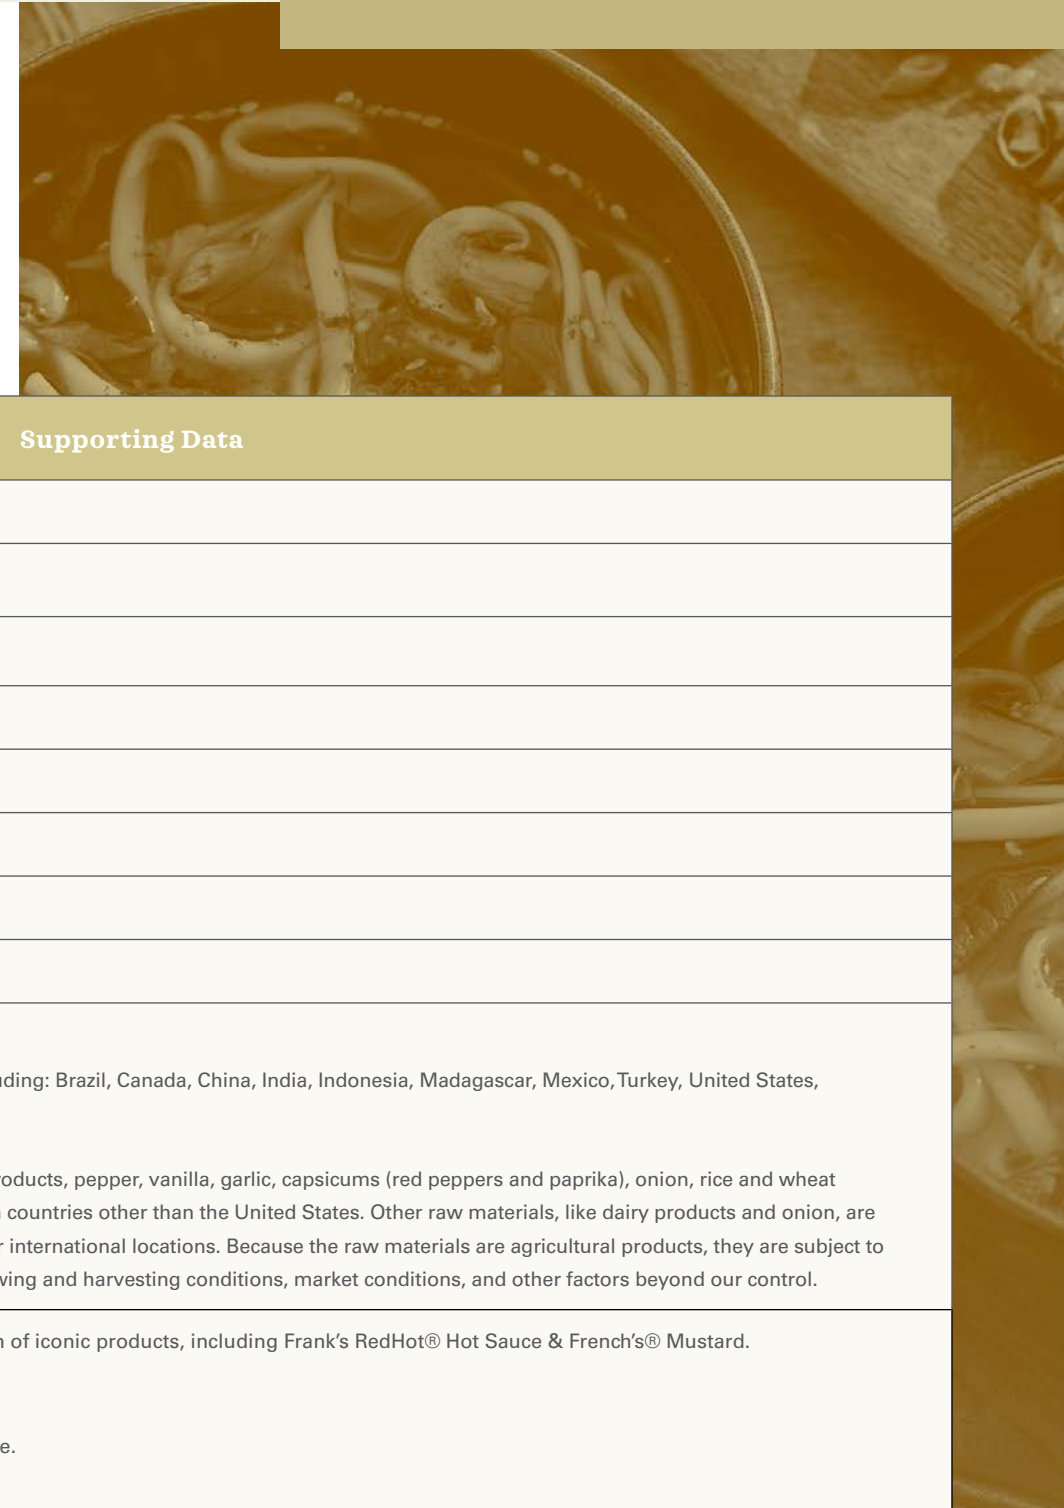 Supporting Data
uding: Brazil, Canada, China, India, Indonesia, Madagascar, Mexico, Turkey, United States,
roducts, pepper, vanilla, garlic, capsicums (red peppers and paprika), onion, rice and wheat
countries other than the United States. Other raw materials, like dairy products and onion, are
r international locations. Because the raw materials are agricultural products, they are subject to
wing and harvesting conditions, market conditions, and other factors beyond our control.
of iconic products, including Frank's RedHot® Hot Sauce & French's® Mustard.
e.